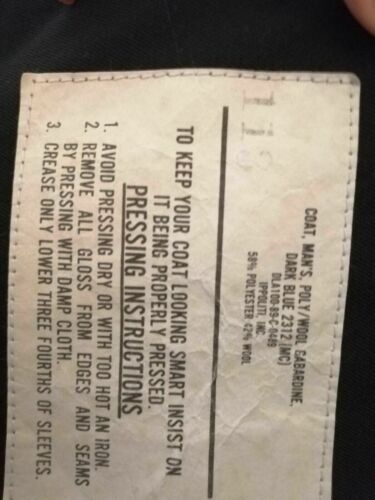 COAT, MAN'S, POLY/WOOL GABARDINE,
DARK BLUE 2312 (MC)
DLA100-89-C-0489
IPPOLITI, INC.
58% POLYESTER 42% WOOL
TO KEEP YOUR COAT LOOKING SMART INSIST ON
IT BEING PROPERLY PRESSED.
PRESSING INSTRUCTIONS
1. AVOID PRESSING DRY OR WITH TOO HOT AN IRON.
2. REMOVE ALL GLOSS FROM EDGES AND SEAMS
BY PRESSING WITH DAMP CLOTH.
3. CREASE ONLY LOWER THREE FOURTHS OF SLEEVES.